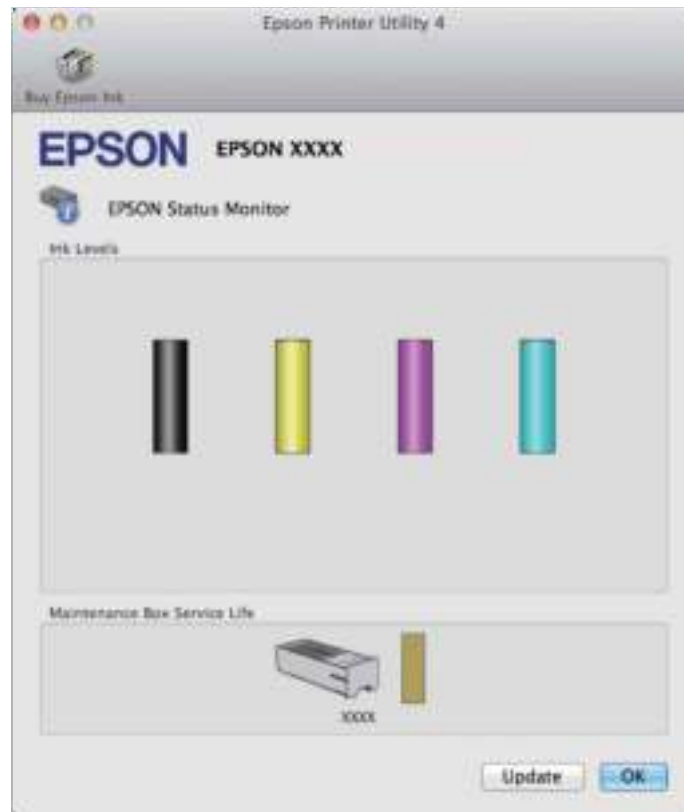 Epson Printer Utility 4
Buy Epson Ink
EPSON EPSON XXXX
EPSON Status Monitor
Ink Levels
Maintenance Box Service Life
XXXX
Update OK